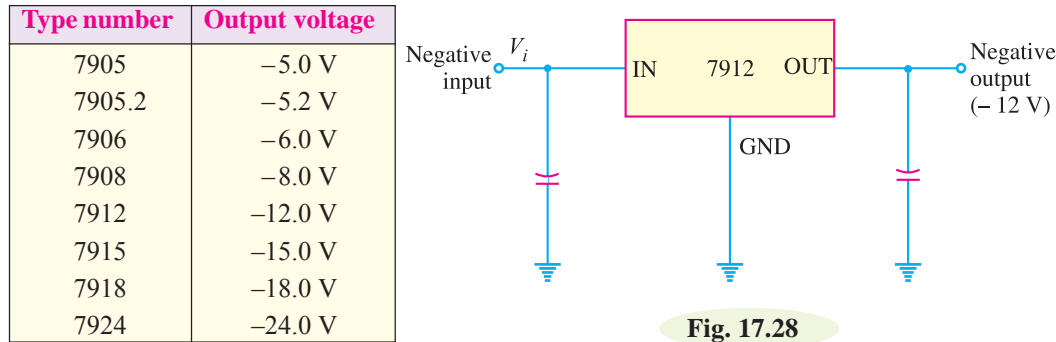 Type number Output voltage
7905 –5.0 V
7905.2 –5.2 V
7906 –6.0 V
7908 –8.0 V
7912 –12.0 V
7915 –15.0 V
7918 –18.0 V
7924 –24.0 V
Negative
input
Vi
IN 7912 OUT
GND
Negative
output
(– 12 V)
Fig. 17.28